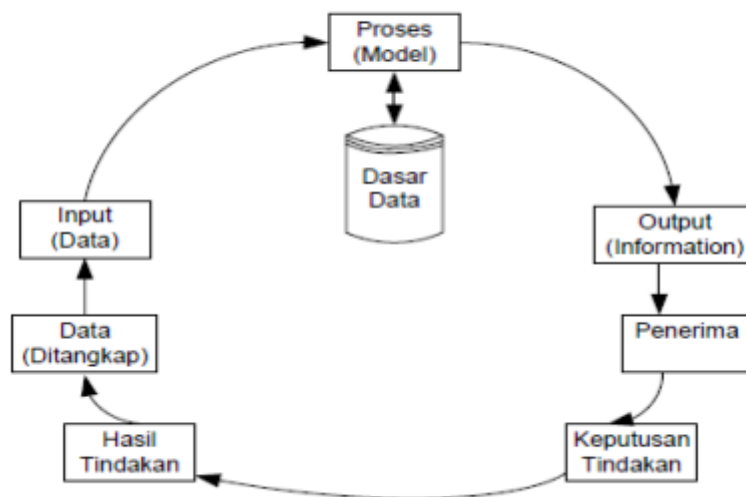 Proses
(Model)
Dasar
Data
Input
(Data)
Output
(Information)
Data
(Ditangkap)
Penerima
Hasil
Tindakan
Keputusan
Tindakan